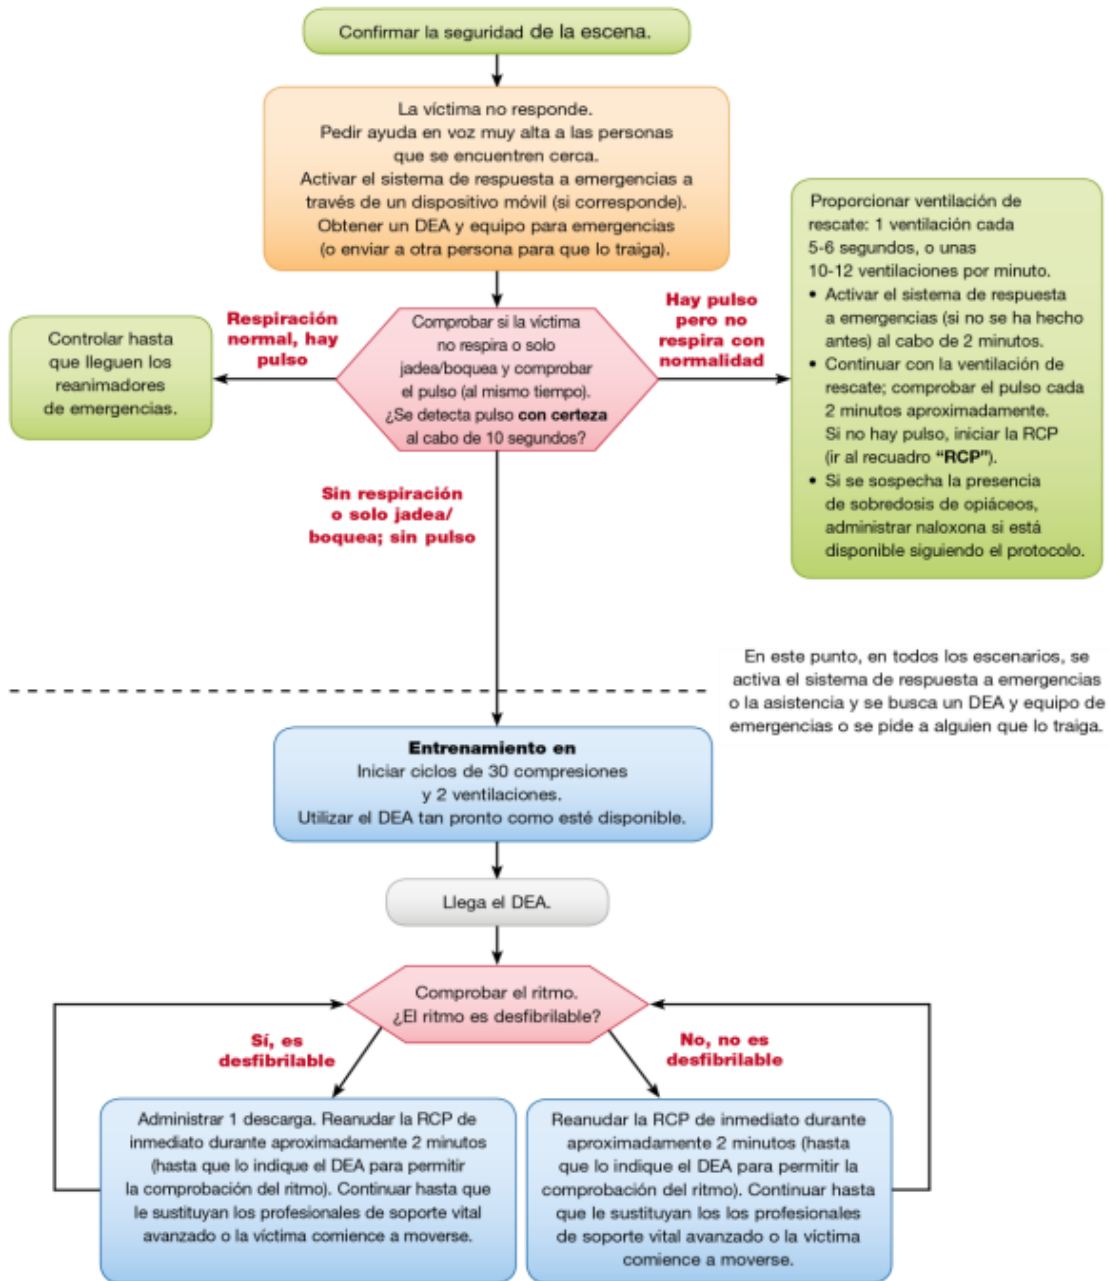 Confirmar la seguridad de la escena.
La víctima no responde.
Pedir ayuda en voz muy alta a las personas
que se encuentren cerca.
Activar el sistema de respuesta a emergencias a
través de un dispositivo móvil (si corresponde).
Obtener un DEA y equipo para emergencias
(o enviar a otra persona para que lo traiga).
Respiración
normal, hay
pulso
Controlar hasta
que lleguen los
reanimadores
de emergencias.
Comprobar si la víctima
no respira o solo
jadea/boquea y comprobar
el pulso (al mismo tiempo).
¿Se detecta pulso con certeza
al cabo de 10 segundos?
Hay pulso
pero no
respira con
normalidad
Proporcionar ventilación de
rescate: 1 ventilación cada
5-6 segundos, o unas
10-12 ventilaciones por minuto.
• Activar el sistema de respuesta
a emergencias (si no se ha hecho
antes) al cabo de 2 minutos.
• Continuar con la ventilación de
rescate; comprobar el pulso cada
2 minutos aproximadamente.
Si no hay pulso, iniciar la RCP
(ir al recuadro “RCP”).
• Si se sospecha la presencia
de sobredosis de opiáceos,
administrar naloxona si está
disponible siguiendo el protocolo.
Sin respiración
o solo jadea/
boquea; sin pulso
En este punto, en todos los escenarios, se
activa el sistema de respuesta a emergencias
o la asistencia y se busca un DEA y equipo de
emergencias o se pide a alguien que lo traiga.
Entrenamiento en
Iniciar ciclos de 30 compresiones
y 2 ventilaciones.
Utilizar el DEA tan pronto como esté disponible.
Llega el DEA.
Comprobar el ritmo.
¿El ritmo es desfibrilable?
Sí, es
desfibrilable
No, no es
desfibrilable
Administrar 1 descarga. Reanudar la RCP de
inmediato durante aproximadamente 2 minutos
(hasta que lo indique el DEA para permitir
la comprobación del ritmo). Continuar hasta que
le sustituyan los profesionales de soporte vital
avanzado o la víctima comience a moverse.
Reanudar la RCP de inmediato durante
aproximadamente 2 minutos (hasta
que lo indique el DEA para permitir la
comprobación del ritmo). Continuar hasta
que le sustituyan los los profesionales
de soporte vital avanzado o la víctima
comience a moverse.